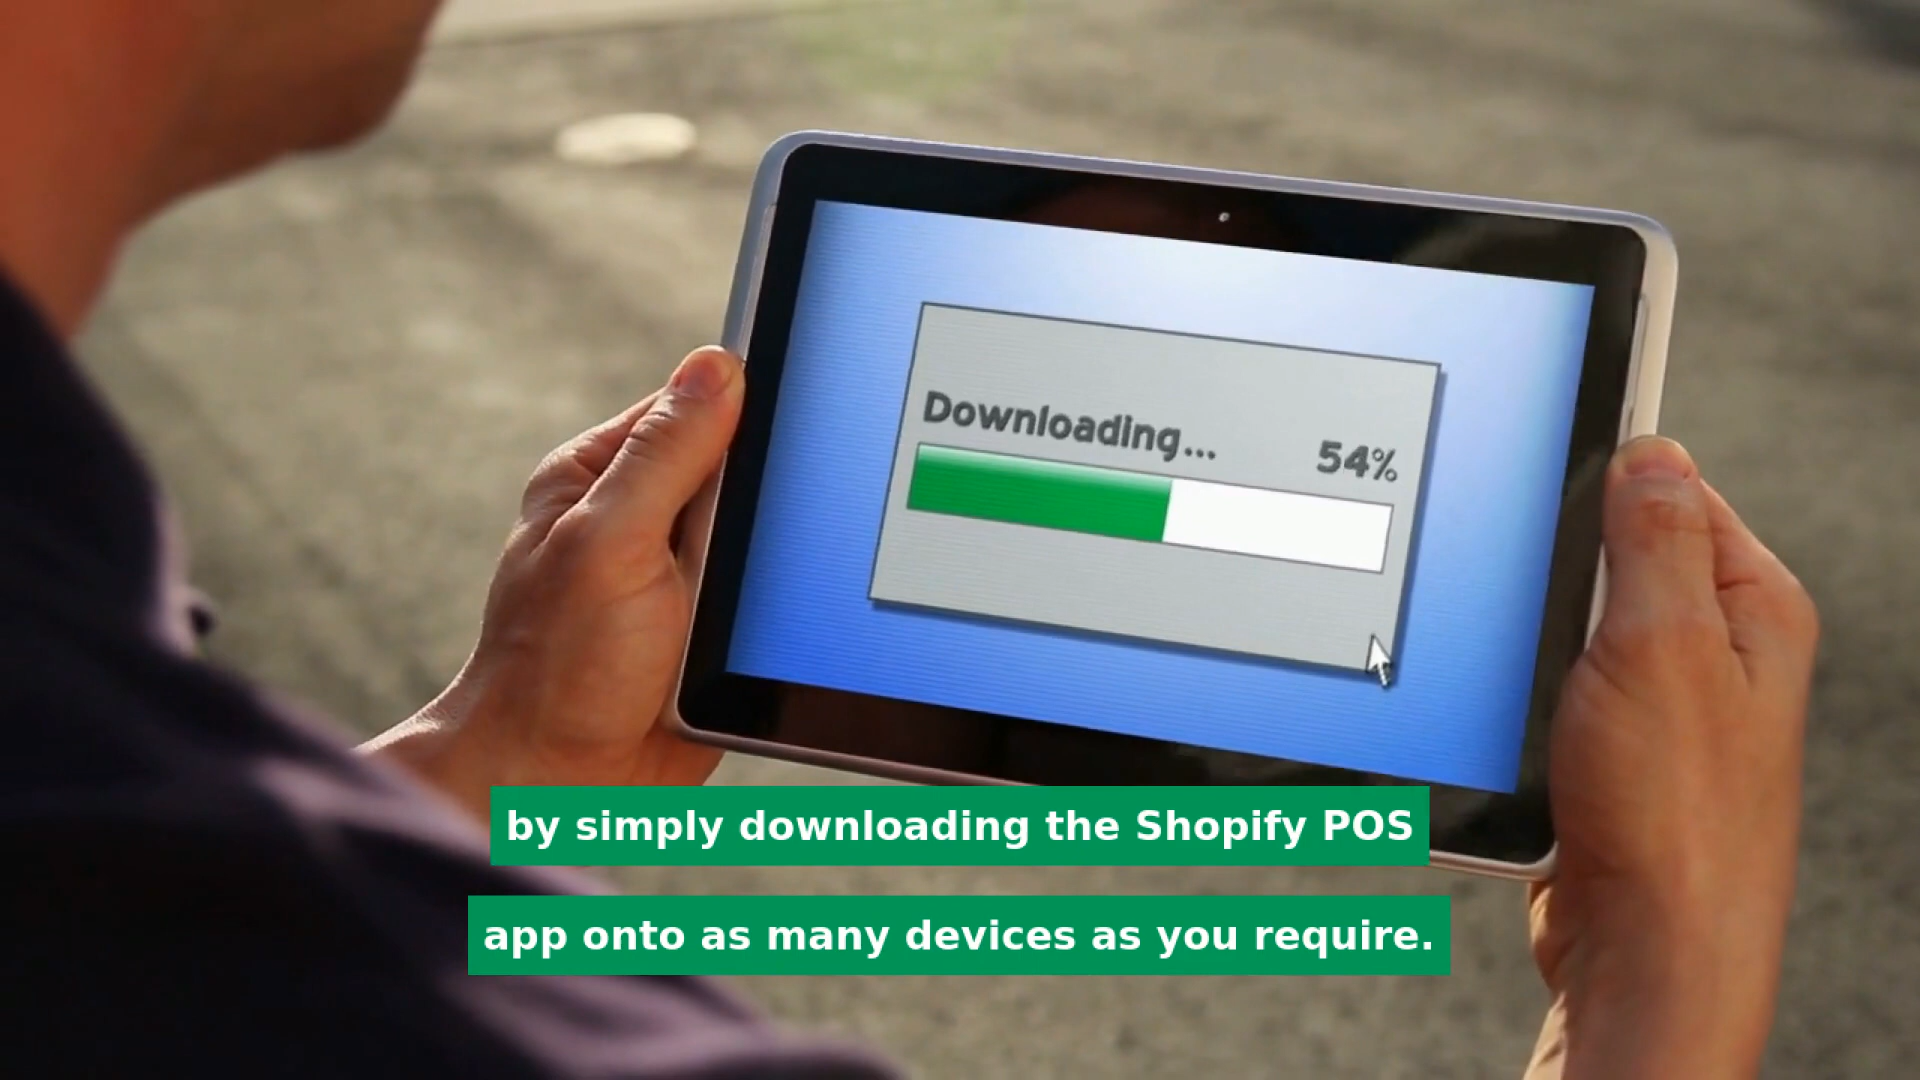 Downloading... 54%
by simply downloading the Shopify POS
app onto as many devices as you require.